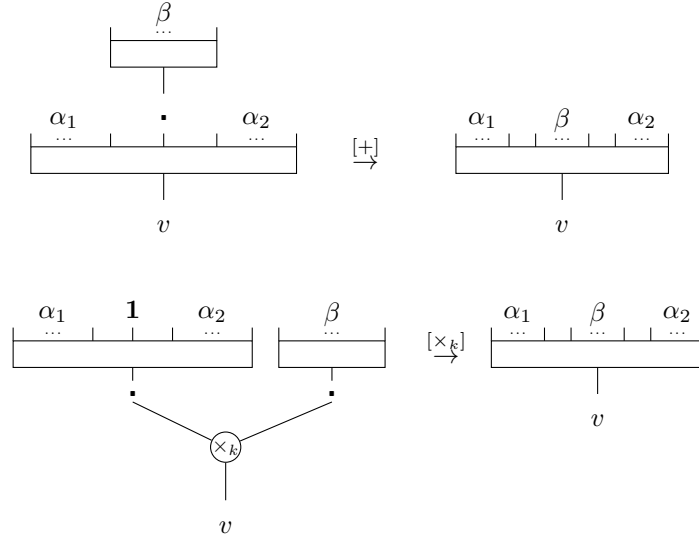 β
...
α₁ . α₂ α₁ β α₂
... ... [+] ... ... ...
→
v v
α₁ 1 α₂ β α₁ β α₂
... ... ... [×ₖ] ... ... ...
→
. . v
×ₖ
v